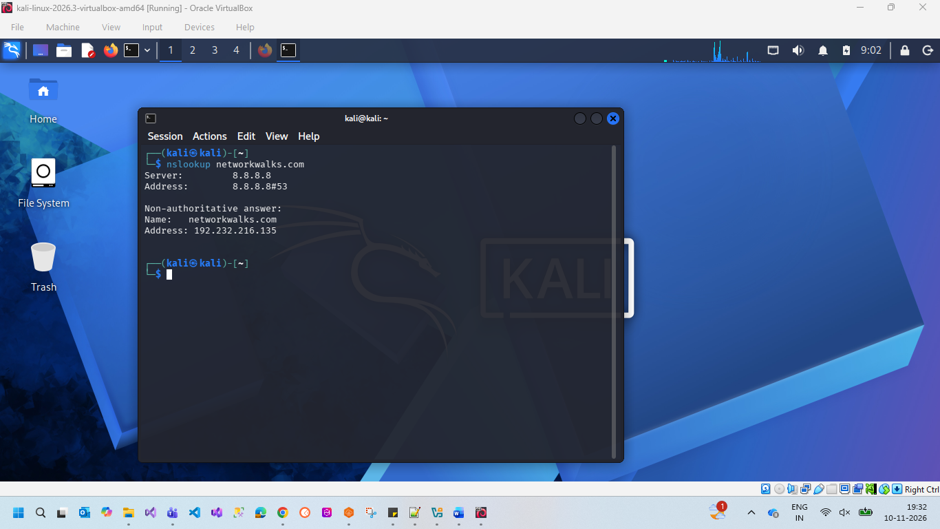 kali-linux-2026.3-virtualbox-amd64 [Running] - Oracle VirtualBox
File Machine View Input Devices Help
1 2 3 4 9:02
Home
File System
Trash
kali@kali: ~
Session Actions Edit View Help
┌──(kali㉿kali)-[~]
└─$ nslookup networkwalks.com
Server: 8.8.8.8
Address: 8.8.8.8#53
Non-authoritative answer:
Name: networkwalks.com
Address: 192.232.216.135
┌──(kali㉿kali)-[~]
└─$
KALI
Right Ctrl
1
ENG
IN
19:32
10-11-2026